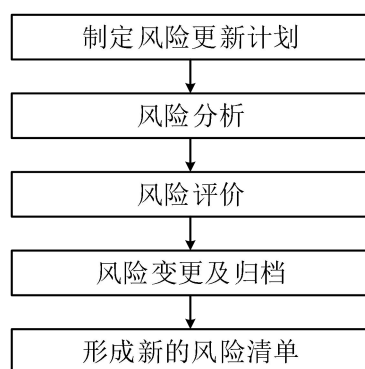 制定风险更新计划
风险分析
风险评价
风险变更及归档
形成新的风险清单